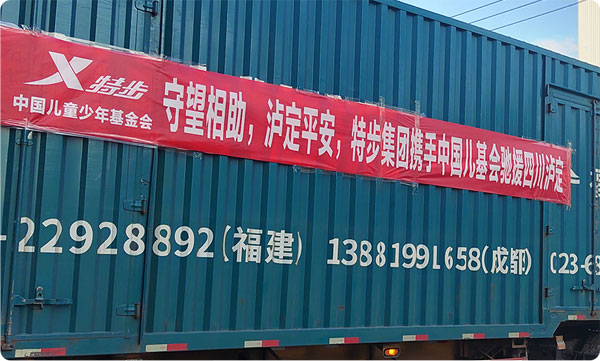 X 特步
中国儿童少年基金会
守望相助，泸定平安，特步集团携手中国儿基会驰援四川泸定
-22928892(福建) 13881991658(成都) 023-6